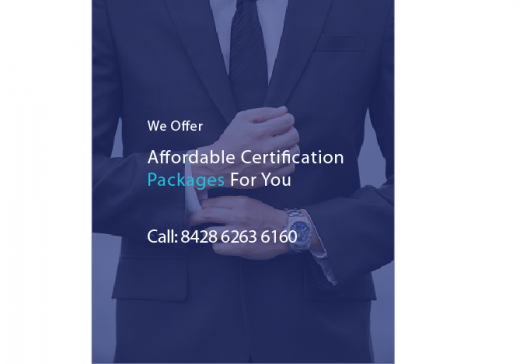 We Offer
Affordable Certification
Packages For You
Call: 8428 6263 6160